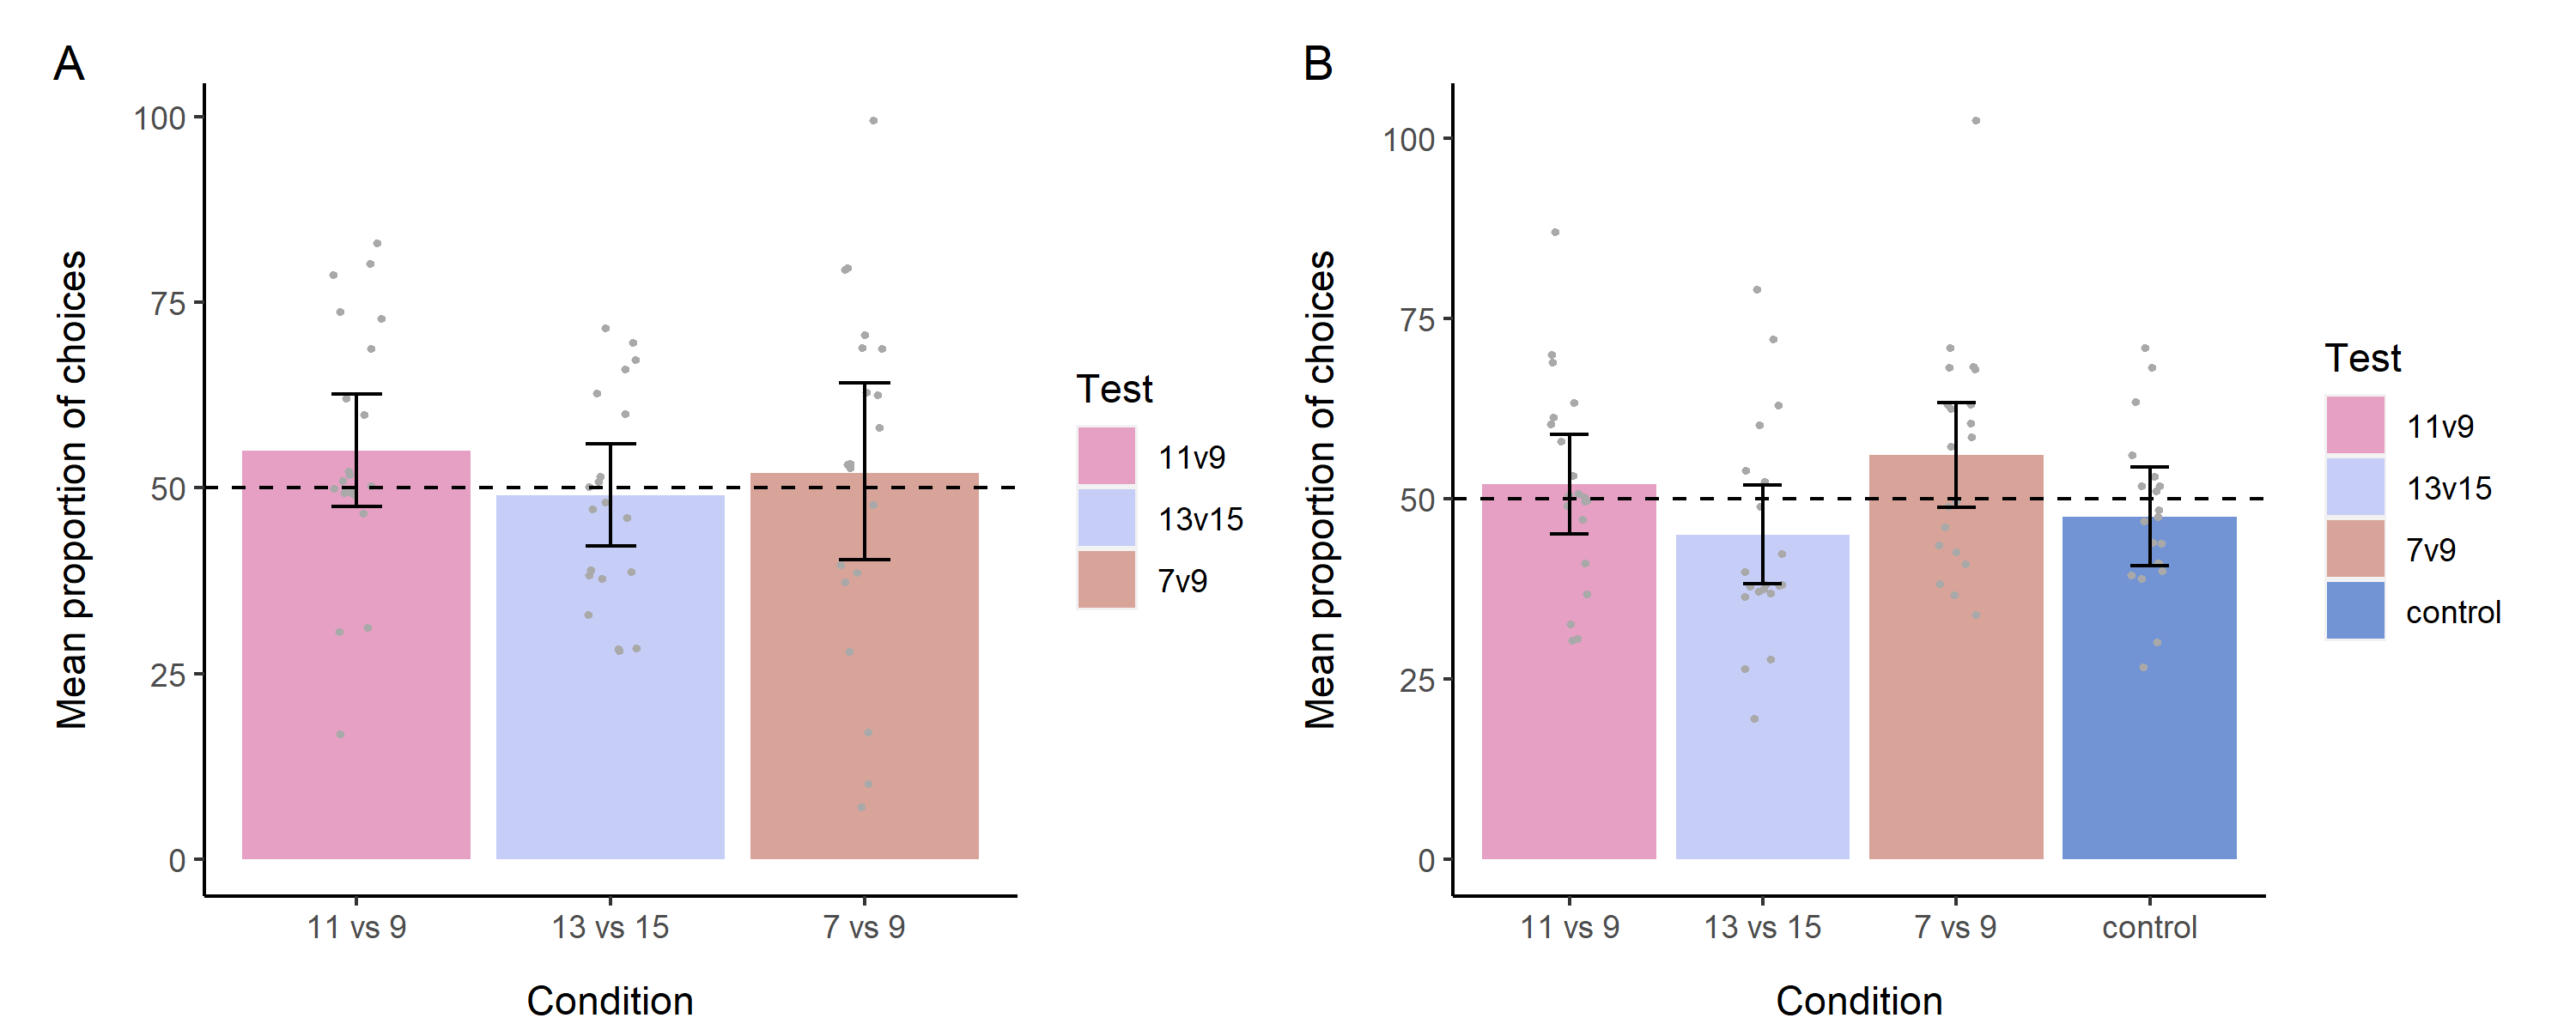 A
Mean proportion of choices
100
75
50
25
0
11 vs 9
13 vs 15
7 vs 9
Condition
Test
11v9
13v15
7v9
B
Mean proportion of choices
100
75
50
25
0
11 vs 9
13 vs 15
7 vs 9
control
Condition
Test
11v9
13v15
7v9
control